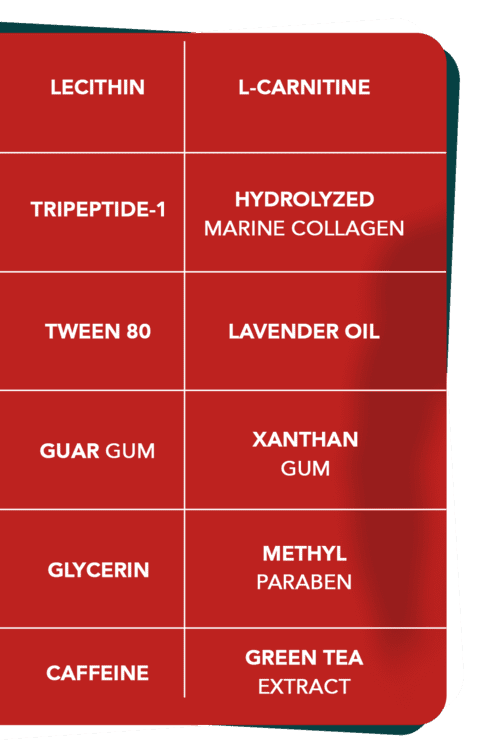 LECITHIN
L-CARNITINE
TRIPEPTIDE-1
HYDROLYZED
MARINE COLLAGEN
TWEEN 80
LAVENDER OIL
GUAR GUM
XANTHAN
GUM
GLYCERIN
METHYL
PARABEN
CAFFEINE
GREEN TEA
EXTRACT